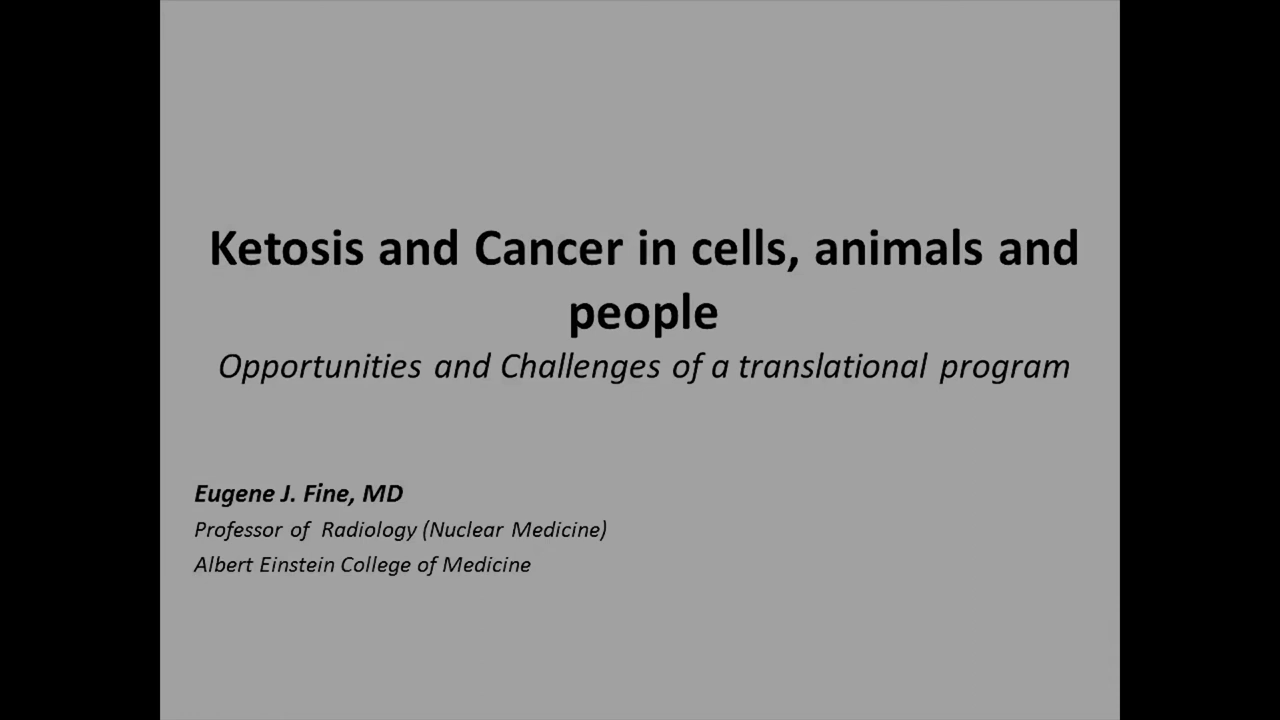 Ketosis and Cancer in cells, animals and
people
Opportunities and Challenges of a translational program
Eugene J. Fine, MD
Professor of Radiology (Nuclear Medicine)
Albert Einstein College of Medicine